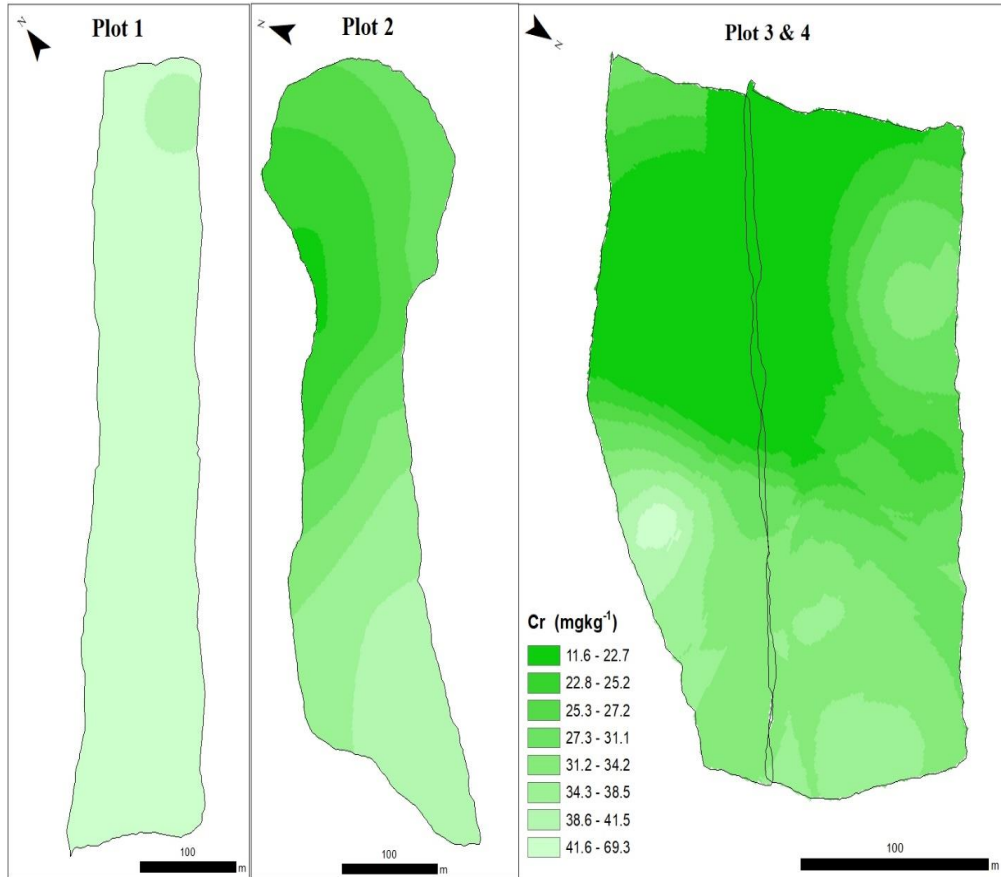 N
Plot 1
100
m
N
Plot 2
100
m
N
Plot 3 & 4
Cr (mgkg⁻¹)
11.6 - 22.7
22.8 - 25.2
25.3 - 27.2
27.3 - 31.1
31.2 - 34.2
34.3 - 38.5
38.6 - 41.5
41.6 - 69.3
100
m